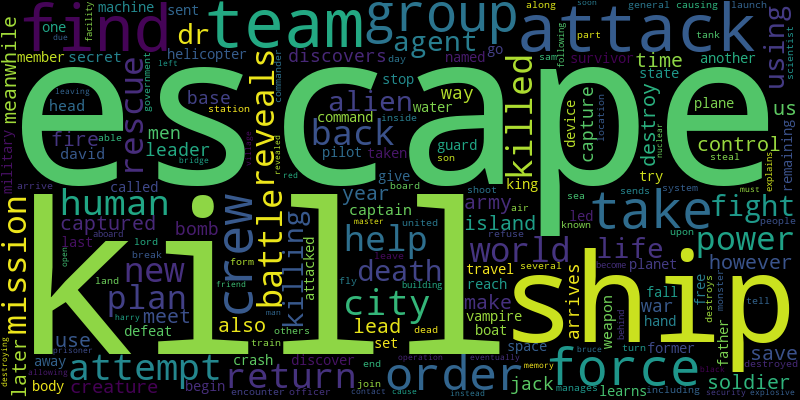 machine
sent
along
soon
general
causing
launch
one
facility
due
dr
helicopter
go
part
tank
find
team
group
attack
using
meanwhile
member
secret
agent
discovers
day
named
following
another
scientist
head
rescue
government
left
reveals
commander
stop
killed
sam
survivor
time
state
leaving
base
station
alien
water
way
device
capture
location
destroy
plane
us
escape
fire
able
men
back
command
inside
guard
nuclear
steal
control
military
david
leader
bridge
village
revealed
pilot
taken
son
try
explains
remaining
arrive
called
red
give
board
shoot
king
sea
sends
system
must
mission
human
crew
year
army
air
known
take
fight
captured
battle
killing
captain
united
island
led
upon
people
last
lord
bomb
attacked
master
refuse
power
open
aboard
form
help
world
life
however
new
break
leave
travel
several
become
planet
land
fly
death
reach
arrives
free
destroys
monster
tell
plan
harry
meet
friend
building
city
make
vampire
fall
war
weapon
behind
hand
father
kill
ship
later
use
defeat
also
others
man
lead
dead
boat
destroying
prisoner
train
set
space
turn
former
save
away
attempt
crash
discover
end
operation
eventually
bruce
destroyed
allowing
body
creature
begin
return
join
order
memory
jack
force
manages
learns
soldier
blank
encounter
officer
contact
cause
instead
including
security
explosive